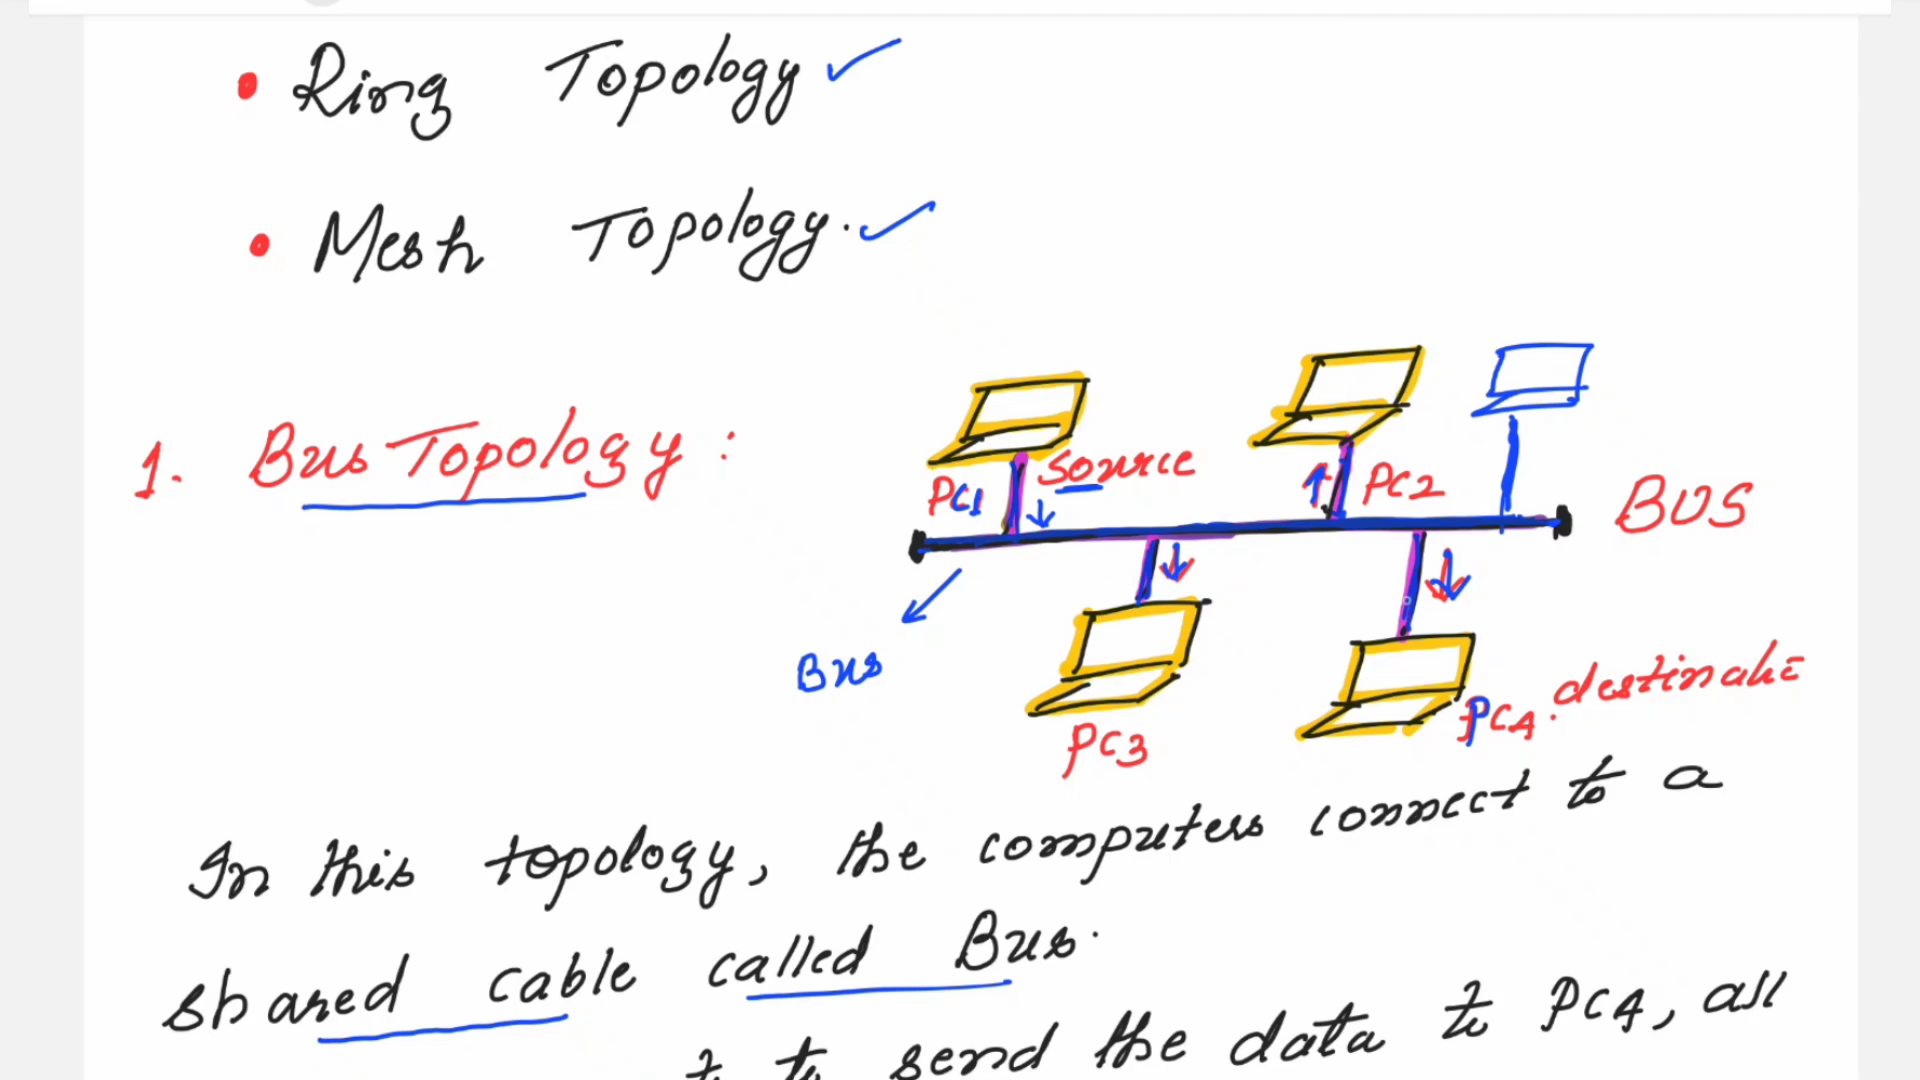 • Ring Topology ✓
• Mesh Topology. ✓
1. Bus Topology :
PC1 Source
PC2
BUS
Bus
PC3
PC4. destinate
In this topology, the computers connect to a
shared cable called Bus.
to send the data to PC4, all